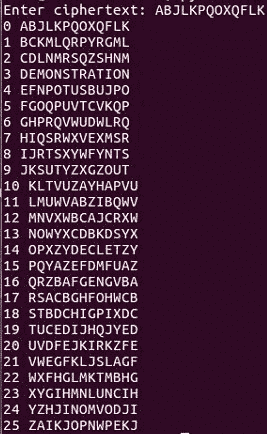 Enter ciphertext: ABJLKPQOXQFLK
0 ABJLKPQOXQFLK
1 BCKMLQRPYRGML
2 CDLNMRSQZSHNM
3 DEMONSTRATION
4 EFNPOTUSBUJPO
5 FGOQPUVTCVKQP
6 GHPRQVWUDWLRQ
7 HIQSRWXVEXMSR
8 IJRTSXYWFYNTS
9 JKSUTYZXGZOUT
10 KLTVUZAYHAPVU
11 LMUWVABZIBQWV
12 MNVXWBCAJCRXW
13 NOWYXCDBKDSYX
14 OPXZYDECLETZY
15 PQYAZEFDMFUAZ
16 QRZBAFGENGVBA
17 RSACBGHFOHWCB
18 STBDCHIGPIXDC
19 TUCEDIJHQJYED
20 UVDFEJKIRKZFE
21 VWEGFKLJSLAGF
22 WXFHGLMKTMBHG
23 XYGIHMNLUNCIH
24 YZHJINOMVODJI
25 ZAIKJOPNWPEKJ